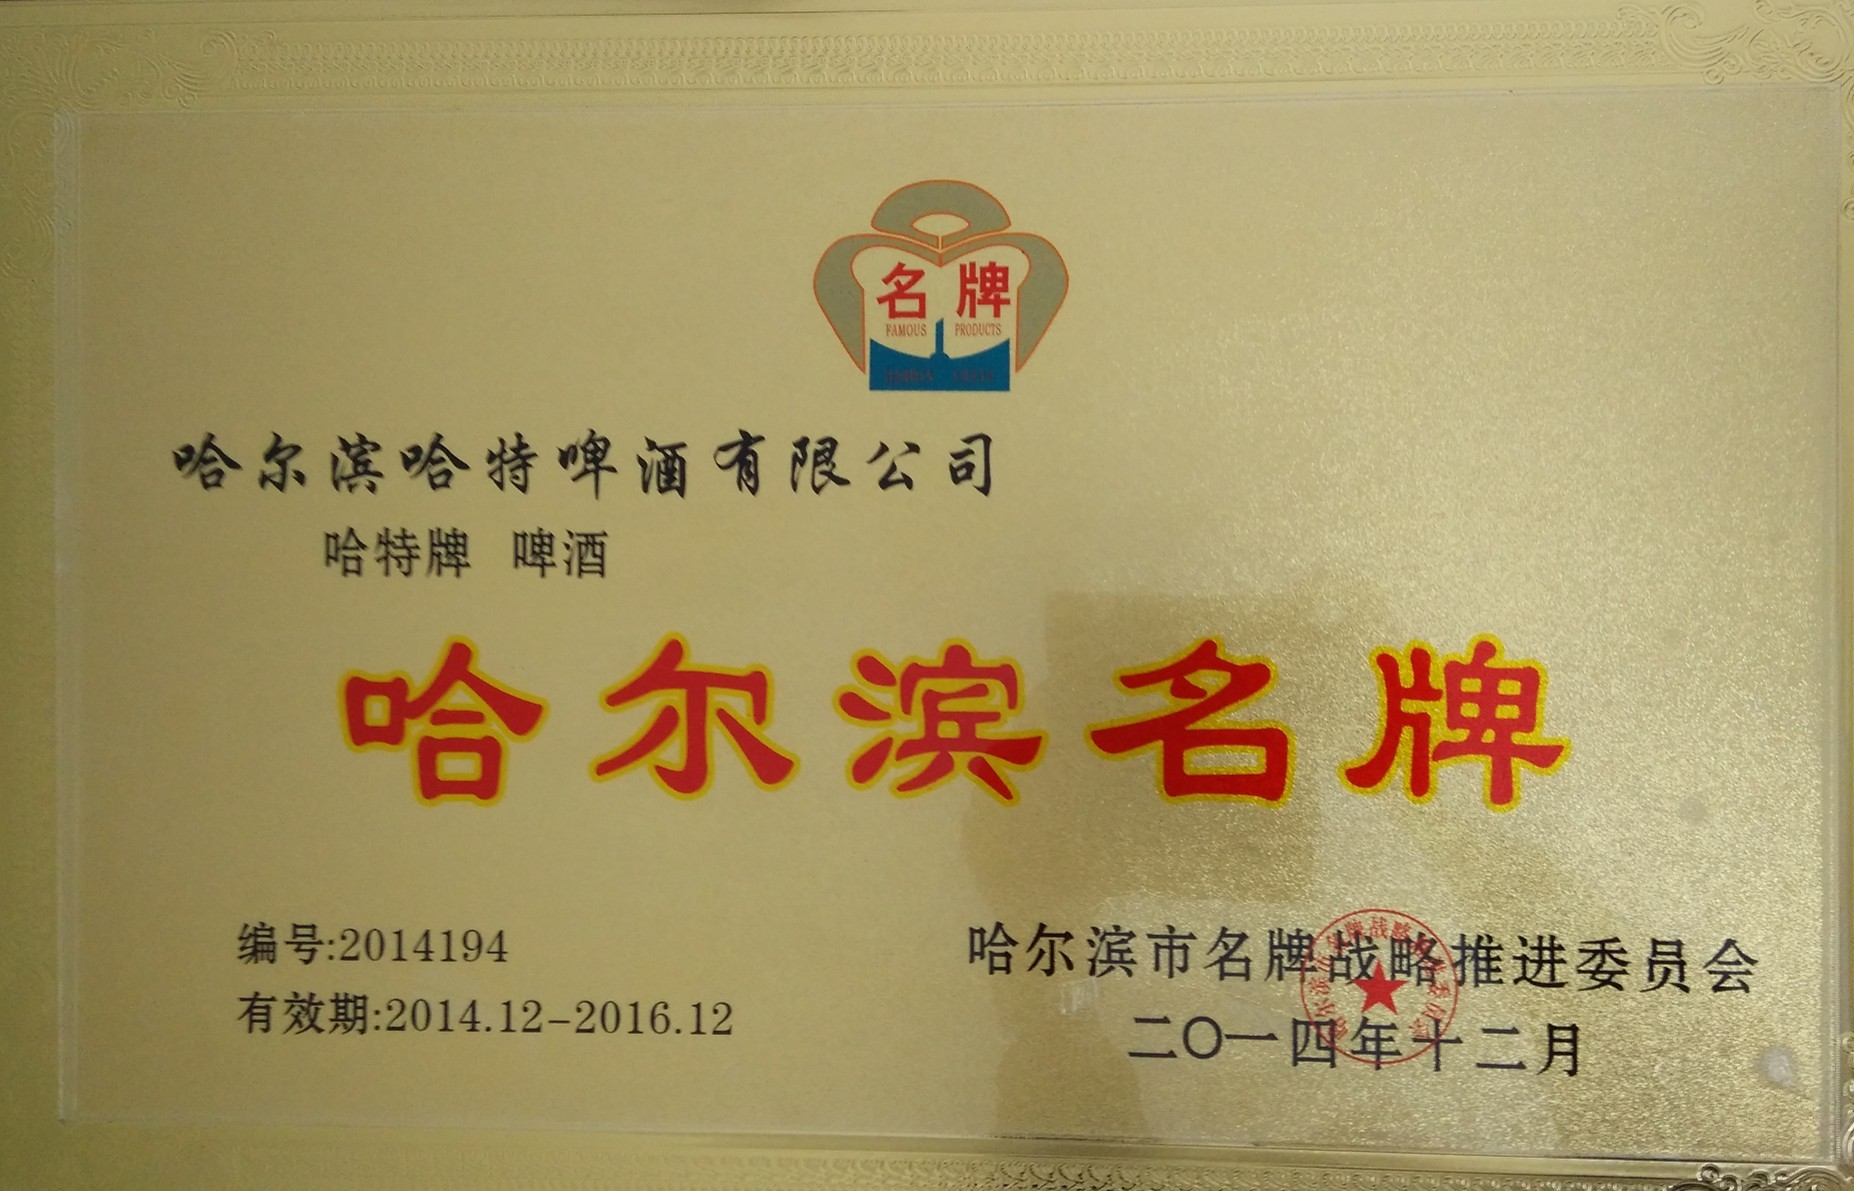 名牌
FAMOUS PRODUCTS
哈尔滨哈特啤酒有限公司
哈特牌 啤酒
哈尔滨名牌
编号:2014194
有效期:2014.12-2016.12
哈尔滨市名牌战略推进委员会
二〇一四年十二月